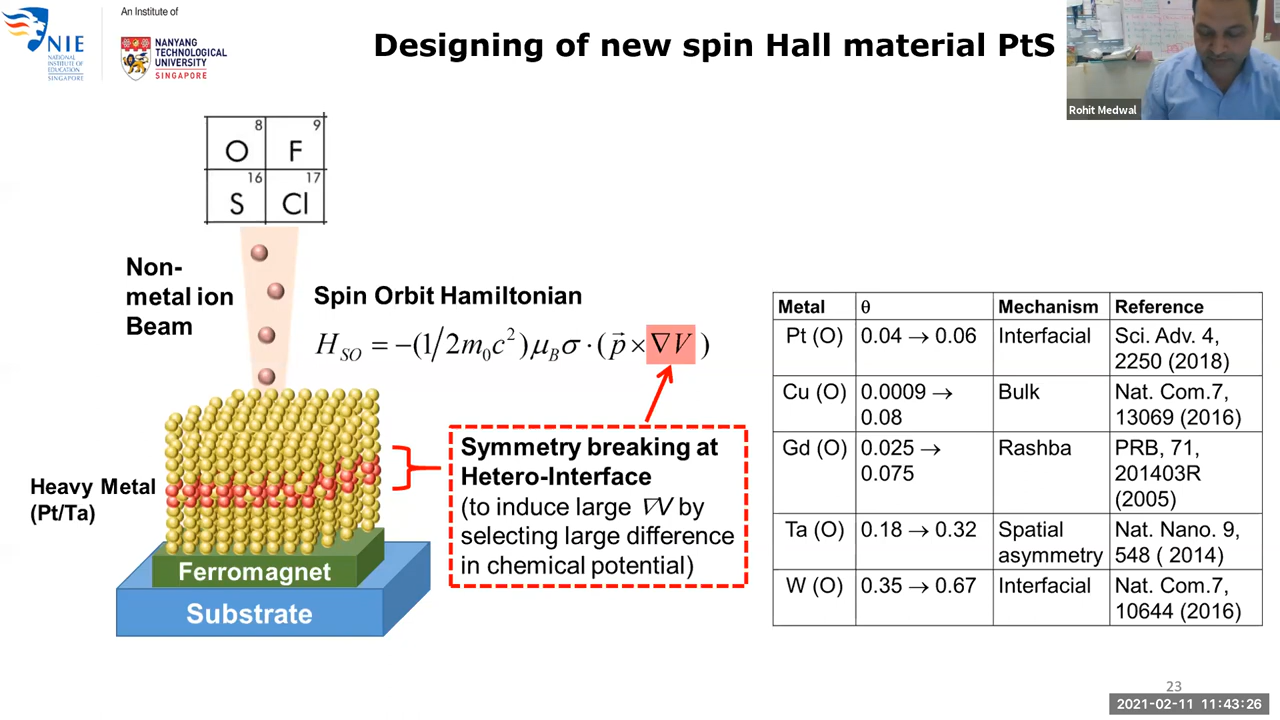 NIE
NATIONAL
INSTITUTE OF
EDUCATION
SINGAPORE
An Institute of
NANYANG
TECHNOLOGICAL
UNIVERSITY
SINGAPORE
Designing of new spin Hall material PtS
Rohit Medwal
8 9
O F
16 17
S Cl
Non-
metal ion
Beam
Spin Orbit Hamiltonian
H_SO = −(1/2m₀c²)μ_Bσ · (p⃗ × ∇V)
Heavy Metal
(Pt/Ta)
Symmetry breaking at
Hetero-Interface
(to induce large ∇V by
selecting large difference
in chemical potential)
Ferromagnet
Substrate
Metal θ Mechanism Reference
Pt (O) 0.04 → 0.06 Interfacial Sci. Adv. 4,
2250 (2018)
Cu (O) 0.0009 → Bulk Nat. Com.7,
0.08 13069 (2016)
Gd (O) 0.025 → Rashba PRB, 71,
0.075 201403R
(2005)
Ta (O) 0.18 → 0.32 Spatial Nat. Nano. 9,
asymmetry 548 ( 2014)
W (O) 0.35 → 0.67 Interfacial Nat. Com.7,
10644 (2016)
23
2021-02-11 11:43:26